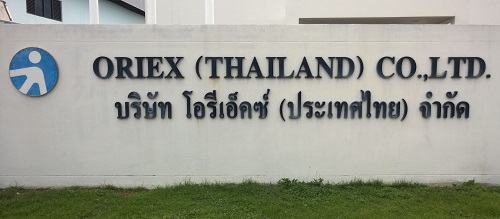 ORIEX (THAILAND) CO.,LTD.
บริษัท โอรีเอ็คซ์ (ประเทศไทย) จำกัด